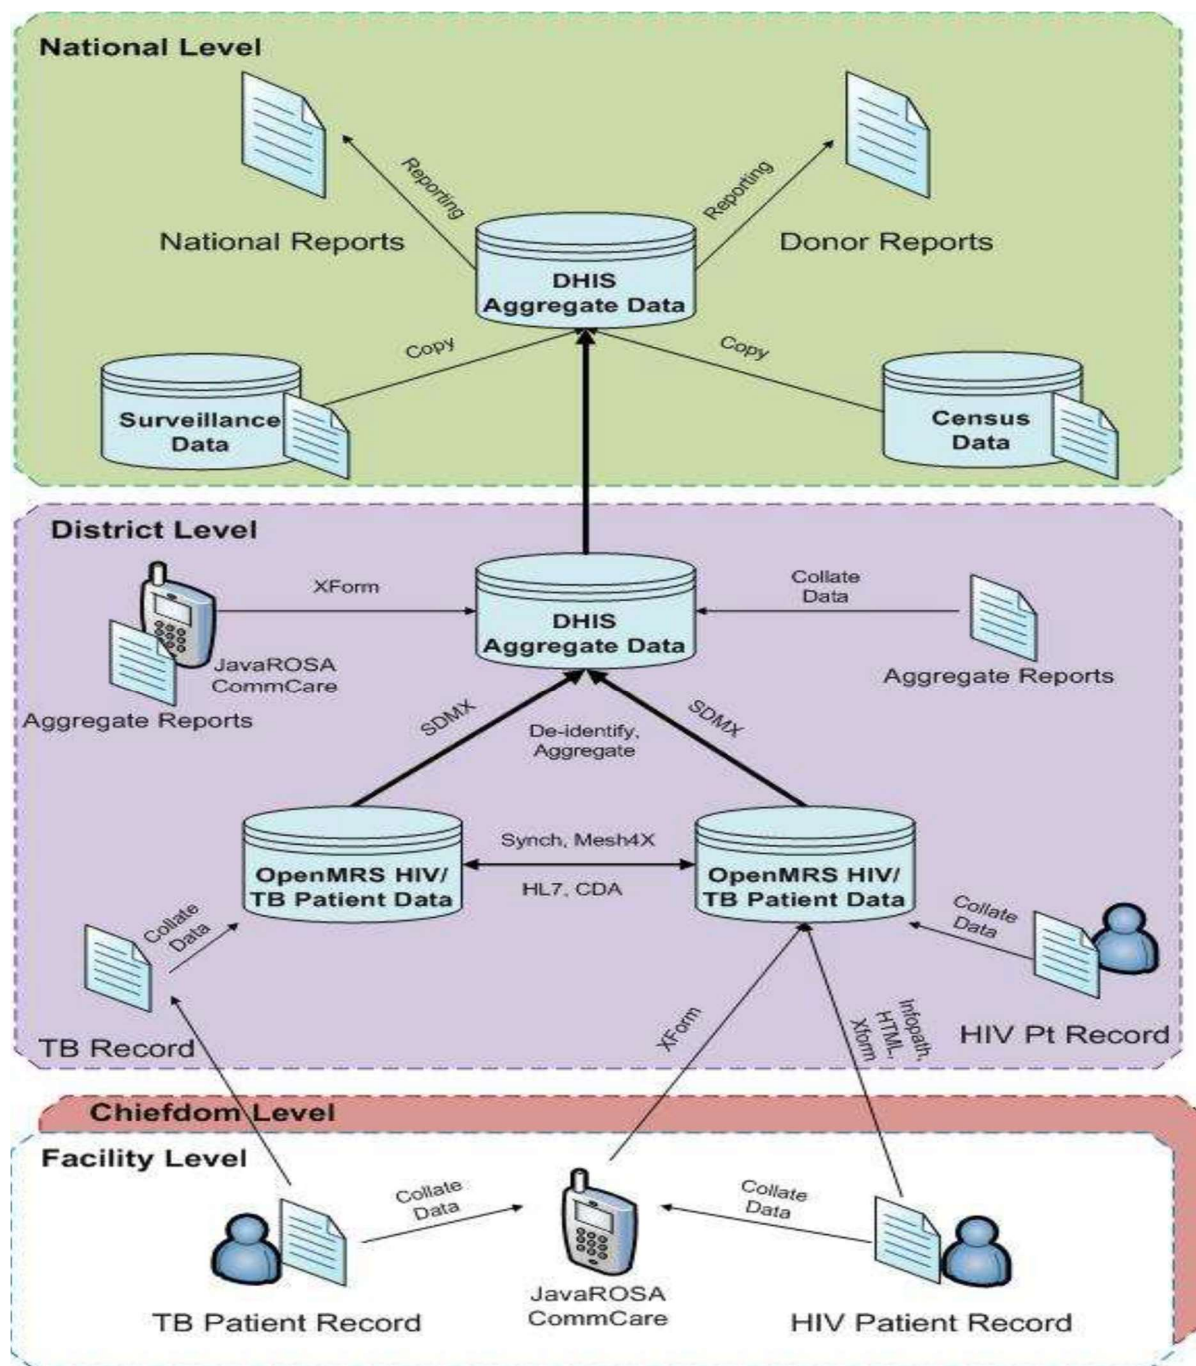 National Level
Reporting
Reporting
National Reports
Donor Reports
DHIS
Aggregate Data
Copy
Copy
Surveillance
Data
Census
Data
District Level
XForm
Collate
Data
DHIS
Aggregate Data
JavaROSA
CommCare
Aggregate Reports
Aggregate Reports
SDMX
SDMX
De-identify,
Aggregate
OpenMRS HIV/
TB Patient Data
Synch, Mesh4X
HL7, CDA
OpenMRS HIV/
TB Patient Data
Collate
Data
Collate
Data
TB Record
XForm
Infopath,
HTML,
Xform
HIV Pt Record
Chiefdom Level
Facility Level
Collate
Data
Collate
Data
JavaROSA
CommCare
TB Patient Record
HIV Patient Record